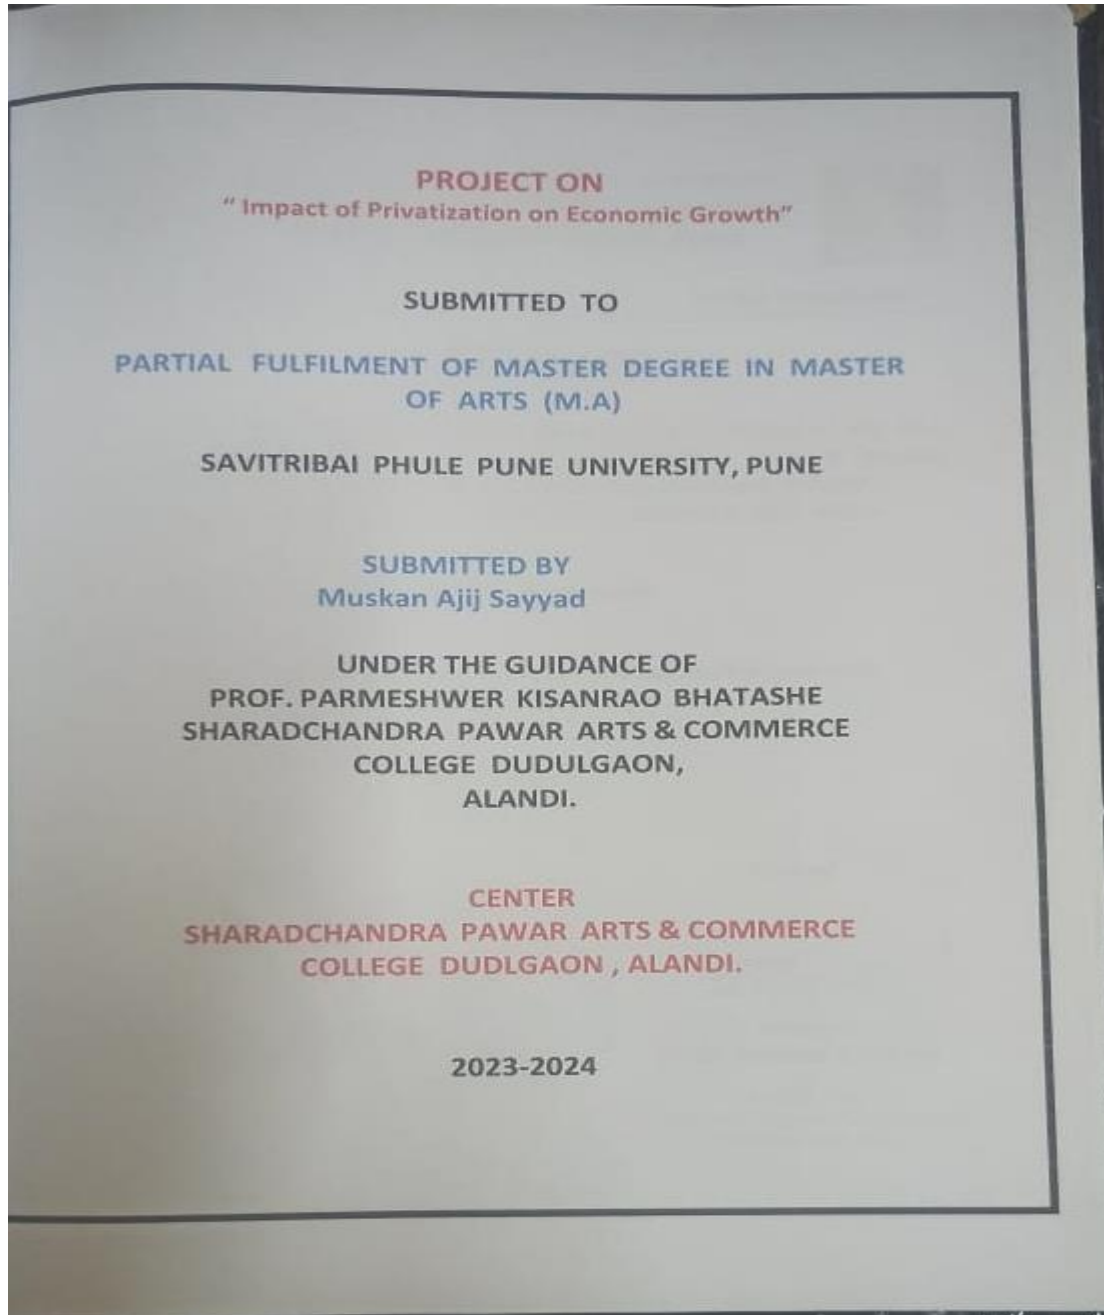 PROJECT ON
“ Impact of Privatization on Economic Growth”
SUBMITTED TO
PARTIAL FULFILMENT OF MASTER DEGREE IN MASTER
OF ARTS (M.A)
SAVITRIBAI PHULE PUNE UNIVERSITY, PUNE
SUBMITTED BY
Muskan Ajij Sayyad
UNDER THE GUIDANCE OF
PROF. PARMESHWER KISANRAO BHATASHE
SHARADCHANDRA PAWAR ARTS & COMMERCE
COLLEGE DUDULGAON,
ALANDI.
CENTER
SHARADCHANDRA PAWAR ARTS & COMMERCE
COLLEGE DUDLGAON , ALANDI.
2023-2024